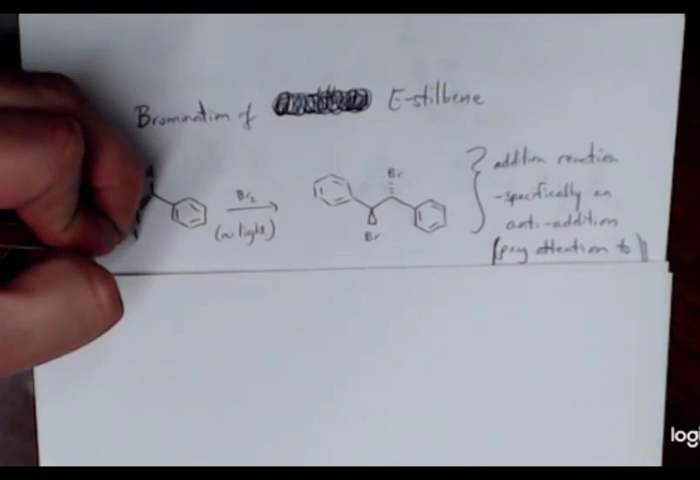 Bromination of E-stilbene
Br₂
(no light)
Br
Br
addition reaction
-specifically an
anti-addition
(pay attention to
logi